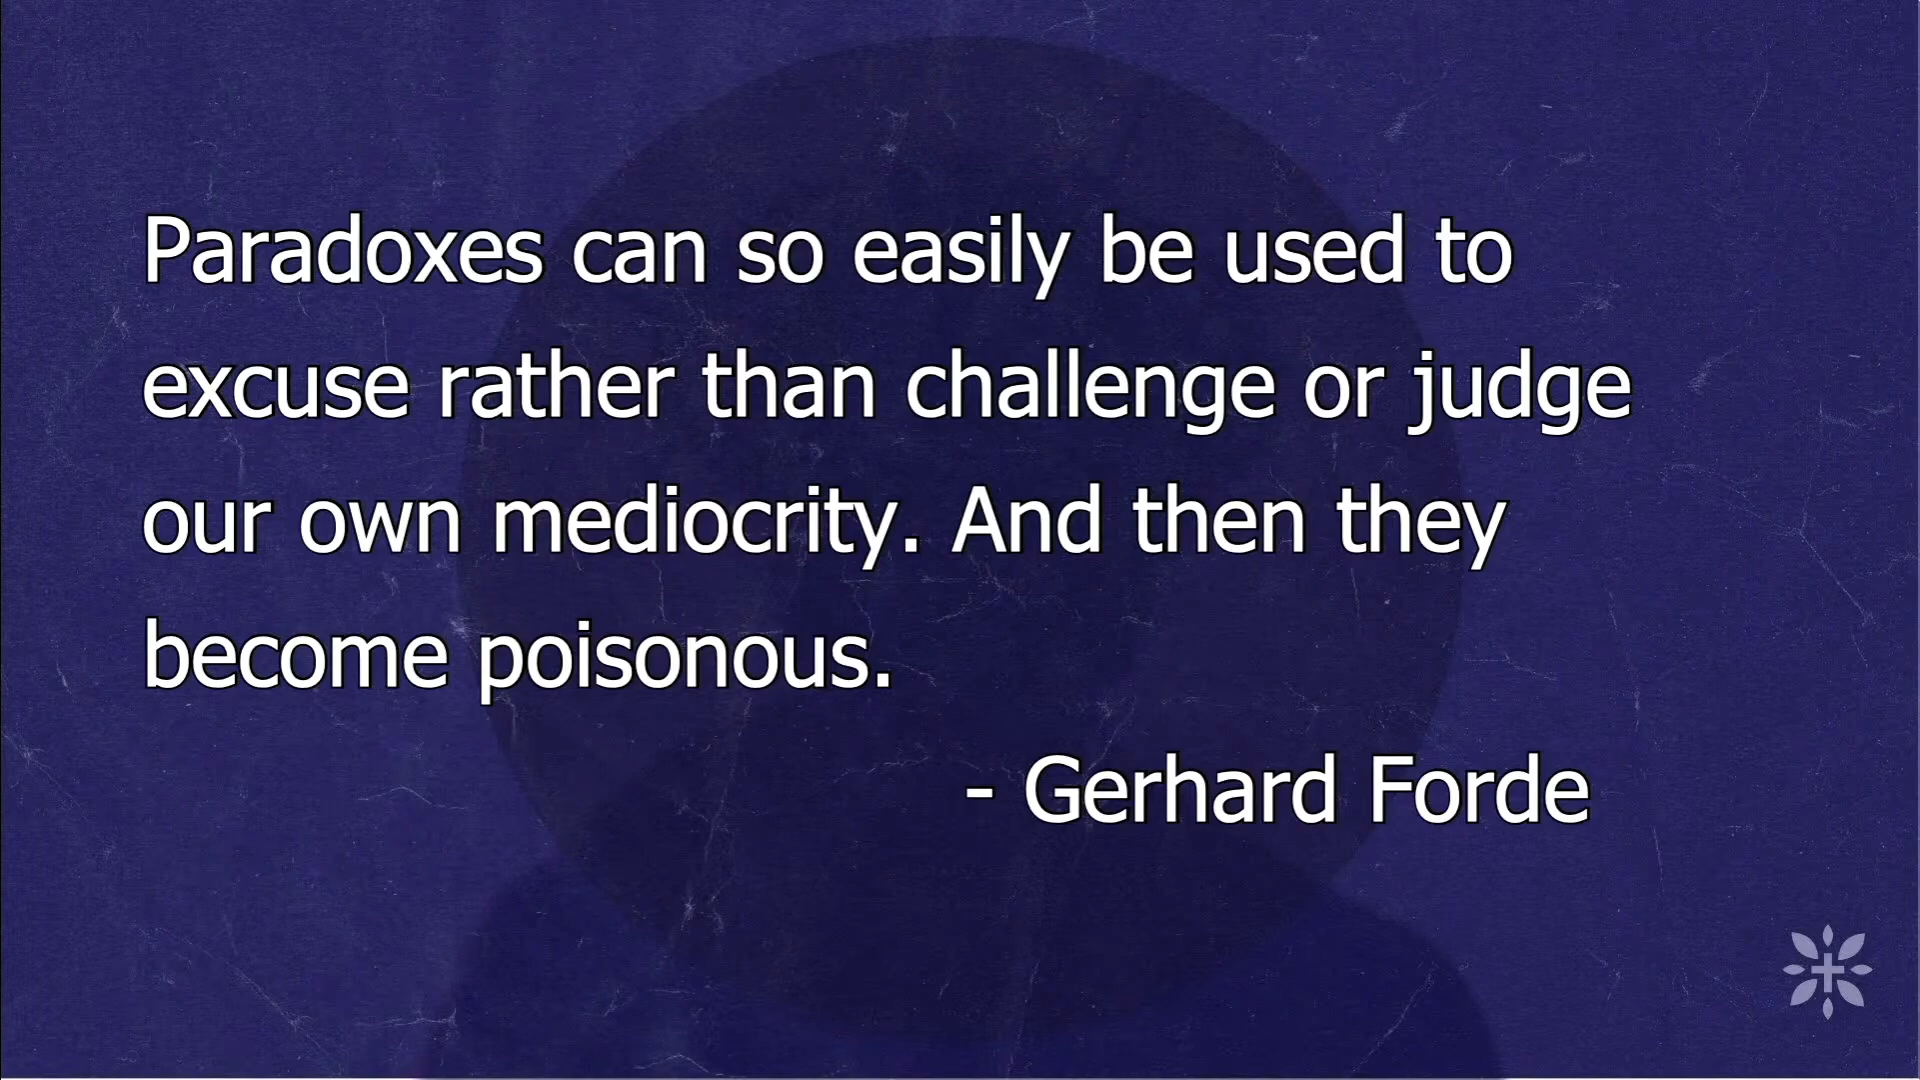 Paradoxes can so easily be used to
excuse rather than challenge or judge
our own mediocrity. And then they
become poisonous.
- Gerhard Forde